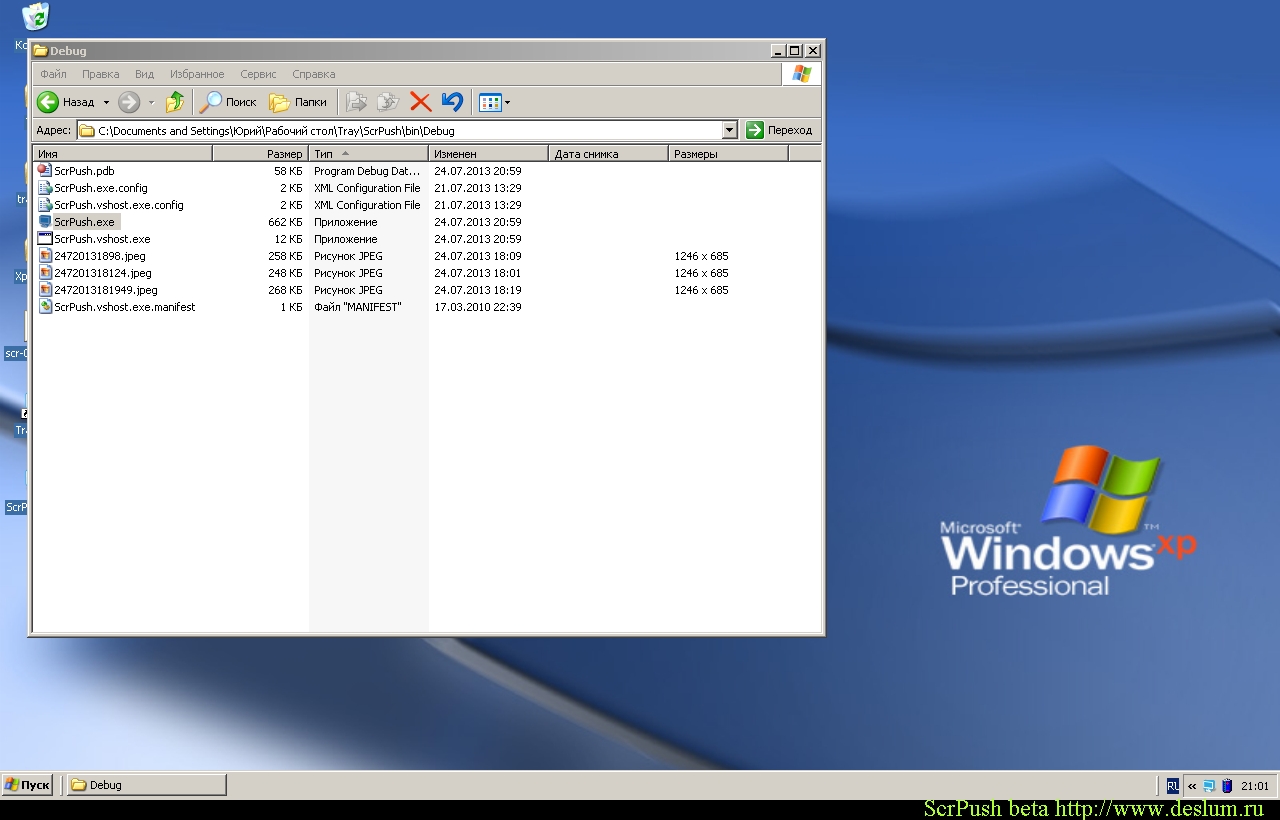 Debug
Файл Правка Вид Избранное Сервис Справка
Назад Поиск Папки
Адрес: C:\Documents and Settings\Юрий\Рабочий стол\Tray\ScrPush\bin\Debug Переход
Имя Размер Тип Изменен Дата снимка Размеры
ScrPush.pdb 58 КБ Program Debug Dat... 24.07.2013 20:59
ScrPush.exe.config 2 КБ XML Configuration File 21.07.2013 13:29
ScrPush.vshost.exe.config 2 КБ XML Configuration File 21.07.2013 13:29
ScrPush.exe 662 КБ Приложение 24.07.2013 20:59
ScrPush.vshost.exe 12 КБ Приложение 24.07.2013 20:59
24720131898.jpeg 258 КБ Рисунок JPEG 24.07.2013 18:09 1246 x 685
247201318124.jpeg 248 КБ Рисунок JPEG 24.07.2013 18:01 1246 x 685
2472013181949.jpeg 268 КБ Рисунок JPEG 24.07.2013 18:19 1246 x 685
ScrPush.vshost.exe.manifest 1 КБ Файл "MANIFEST" 17.03.2010 22:39
Microsoft
Windows xp TM
Professional
Пуск Debug RU « 21:01
ScrPush beta http://www.deslum.ru